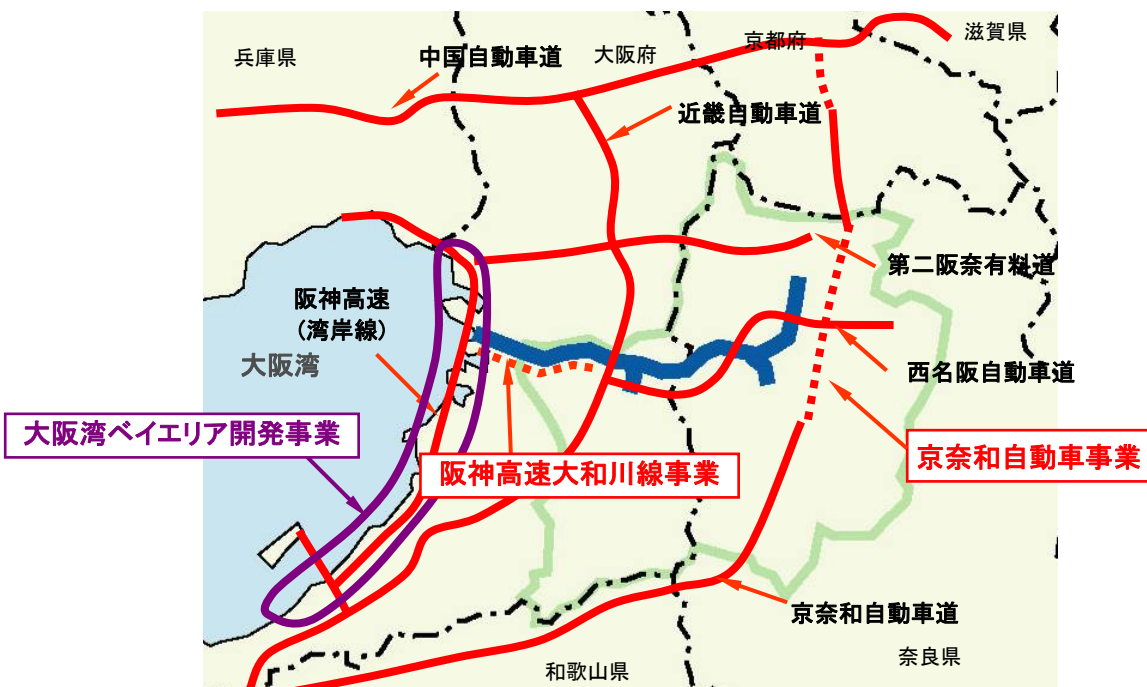 兵庫県
中国自動車道
大阪府
京都府
滋賀県
近畿自動車道
第二阪奈有料道
阪神高速
(湾岸線)
大阪湾
西名阪自動車道
大阪湾ベイエリア開発事業
阪神高速大和川線事業
京奈和自動車事業
京奈和自動車道
和歌山県
奈良県